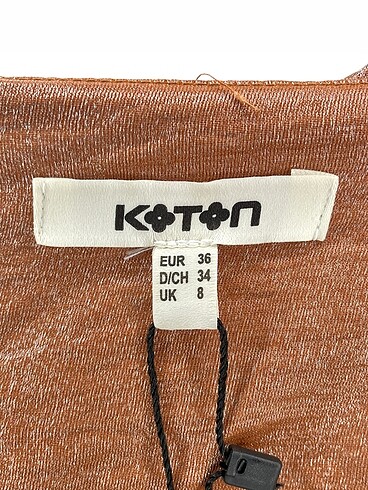 KOTON
EUR 36
D/CH 34
UK 8